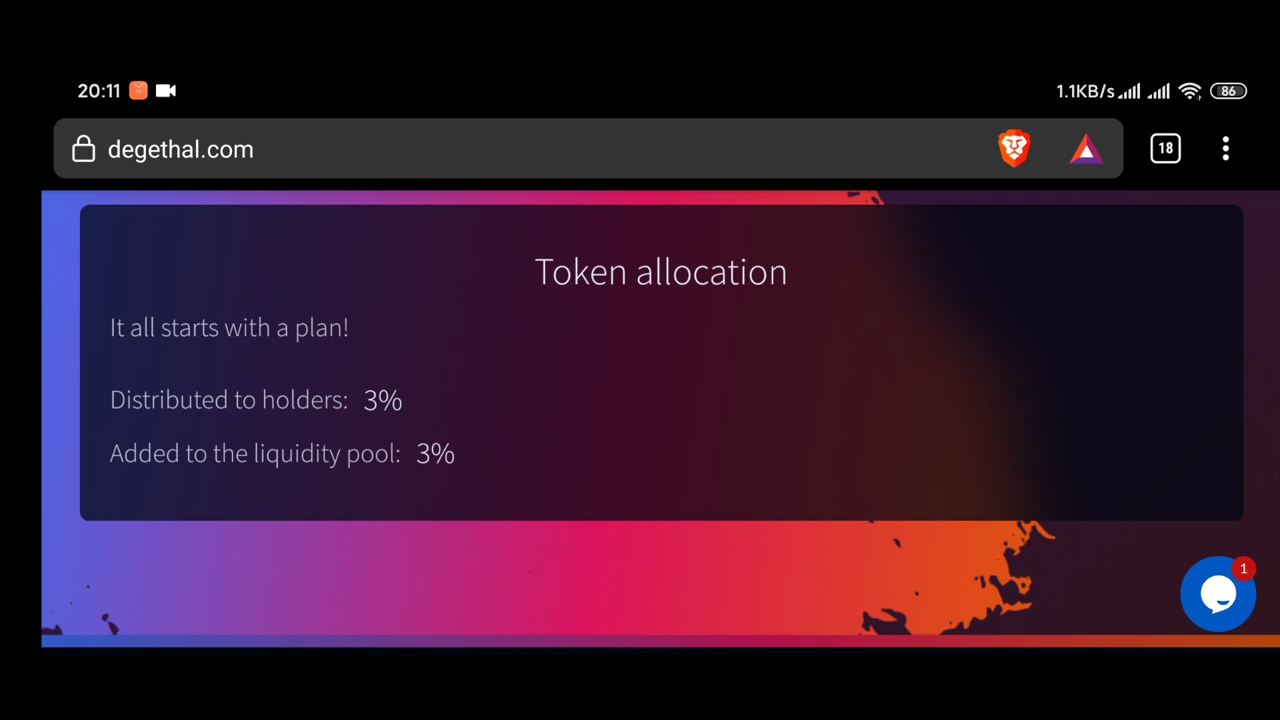 20:11
1.1KB/s
86
degethal.com
18
Token allocation
It all starts with a plan!
Distributed to holders: 3%
Added to the liquidity pool: 3%
1